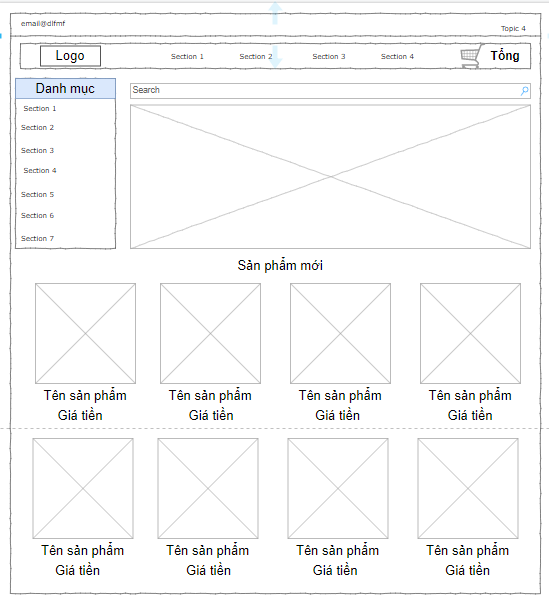 email@dlfmf
Topic 4
Logo
Section 1
Section 2
Section 3
Section 4
Tổng
Danh mục
Section 1
Section 2
Section 3
Section 4
Section 5
Section 6
Section 7
Search
Sản phẩm mới
Tên sản phẩm Tên sản phẩm Tên sản phẩm Tên sản phẩm
Giá tiền Giá tiền Giá tiền Giá tiền
Tên sản phẩm Tên sản phẩm Tên sản phẩm Tên sản phẩm
Giá tiền Giá tiền Giá tiền Giá tiền